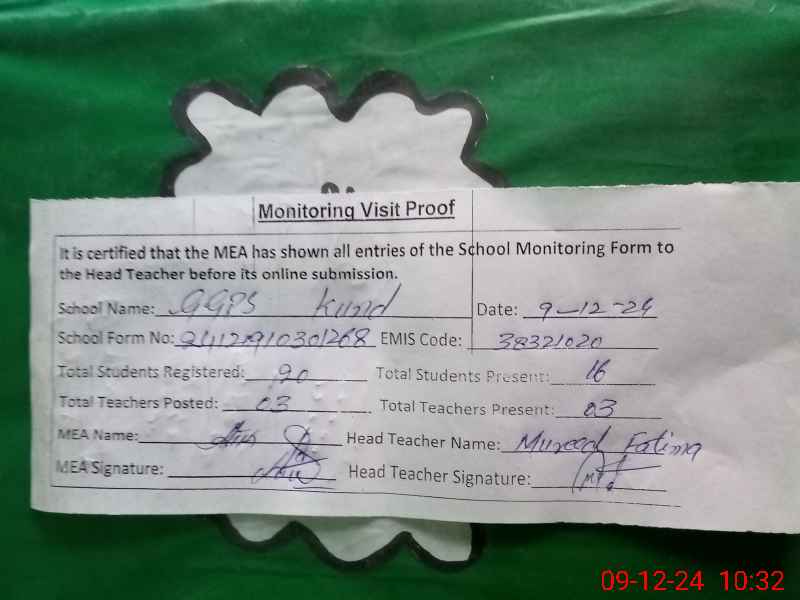 Monitoring Visit Proof
It is certified that the MEA has shown all entries of the School Monitoring Form to
the Head Teacher before its online submission.
School Name: GGPS Kund Date: 9-12-24
School Form No: EMIS Code: 38321020
Total Students Registered: 20 Total Students Present: 16
Total Teachers Posted: 03 Total Teachers Present: 03
MEA Name: Head Teacher Name: Mureed Fatima
MEA Signature: Head Teacher Signature:
09-12-24 10:32